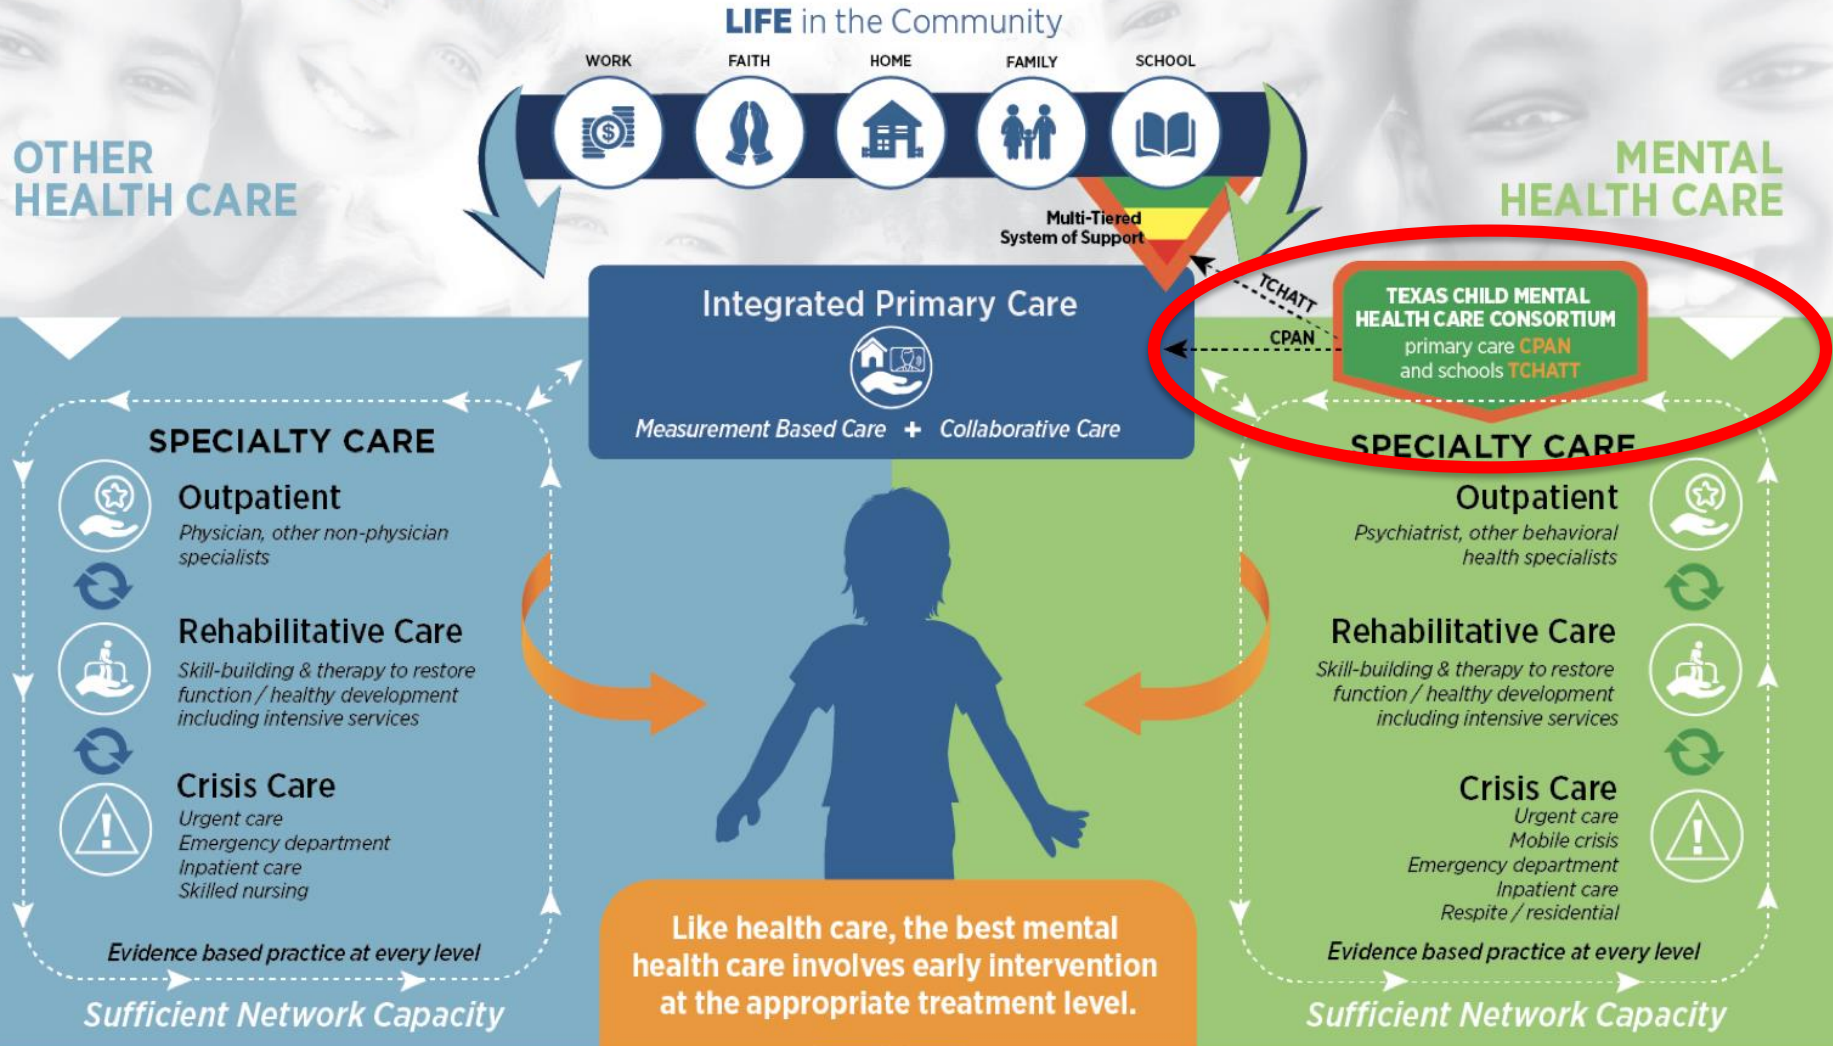 LIFE in the Community
WORK
FAITH
HOME
FAMILY
SCHOOL
OTHER
HEALTH CARE
MENTAL
HEALTH CARE
Multi-Tiered
System of Support
TCHATT
CPAN
TEXAS CHILD MENTAL
HEALTH CARE CONSORTIUM
primary care CPAN
and schools TCHATT
Integrated Primary Care
Measurement Based Care + Collaborative Care
SPECIALTY CARE
Outpatient
Physician, other non-physician
specialists
Rehabilitative Care
Skill-building & therapy to restore
function / healthy development
including intensive services
Crisis Care
Urgent care
Emergency department
Inpatient care
Skilled nursing
Evidence based practice at every level
Sufficient Network Capacity
SPECIALTY CARE
Outpatient
Psychiatrist, other behavioral
health specialists
Rehabilitative Care
Skill-building & therapy to restore
function / healthy development
including intensive services
Crisis Care
Urgent care
Mobile crisis
Emergency department
Inpatient care
Respite / residential
Evidence based practice at every level
Sufficient Network Capacity
Like health care, the best mental
health care involves early intervention
at the appropriate treatment level.